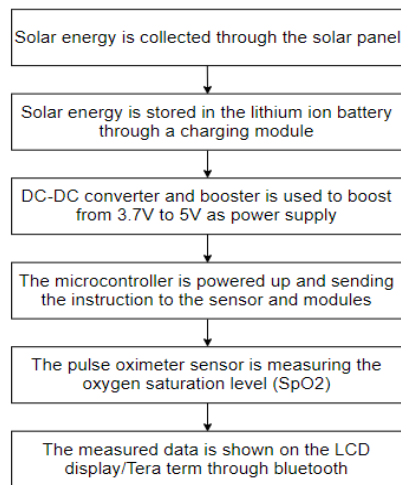 Solar energy is collected through the solar panel
Solar energy is stored in the lithium ion battery
through a charging module
DC-DC converter and booster is used to boost
from 3.7V to 5V as power supply
The microcontroller is powered up and sending
the instruction to the sensor and modules
The pulse oximeter sensor is measuring the
oxygen saturation level (SpO2)
The measured data is shown on the LCD
display/Tera term through bluetooth